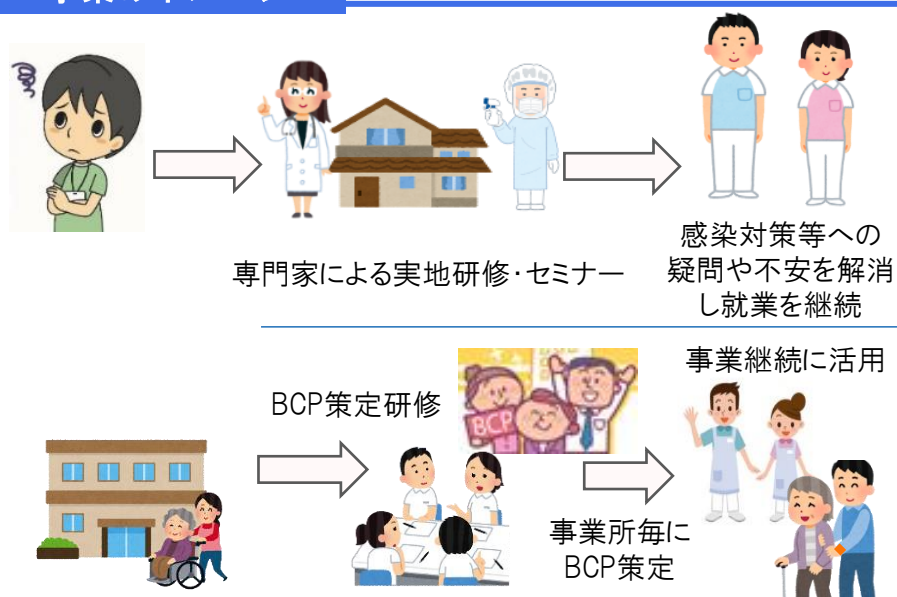 専門家による実地研修・セミナー
感染対策等への
疑問や不安を解消
し就業を継続
BCP策定研修
BCP
事業所毎に
BCP策定
事業継続に活用